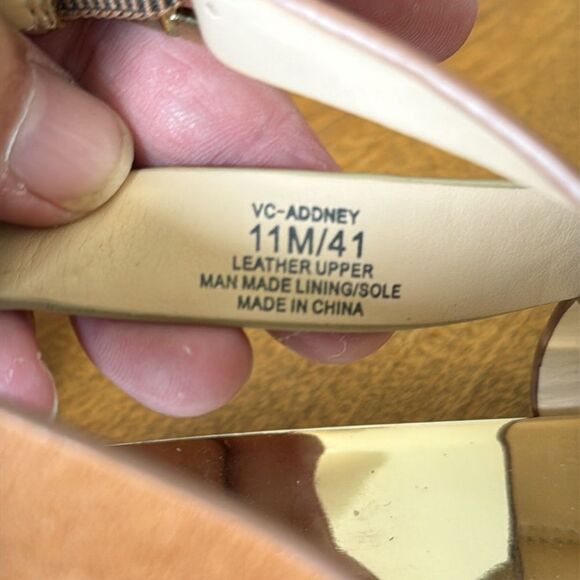 VC-ADDNEY
11M/41
LEATHER UPPER
MAN MADE LINING/SOLE
MADE IN CHINA